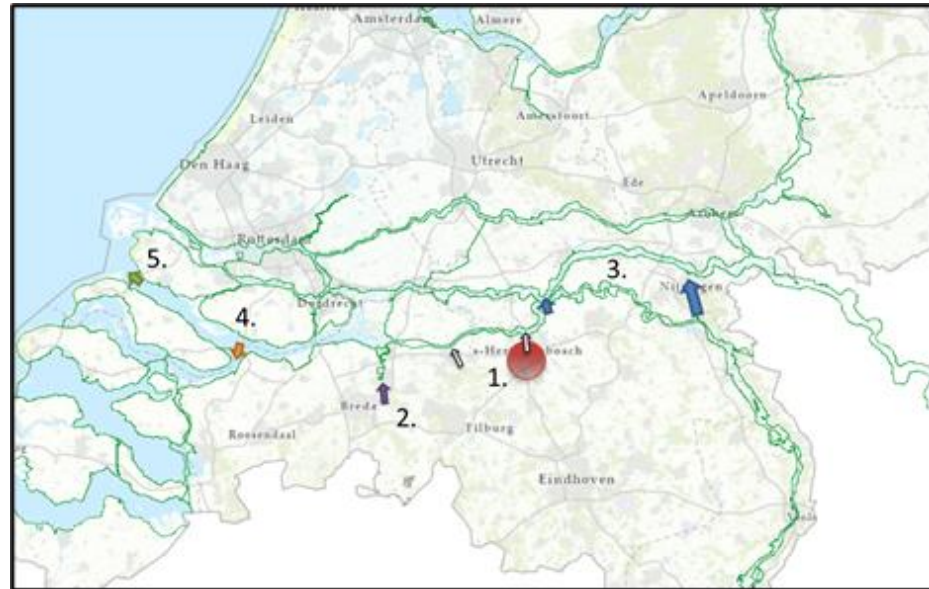 Amsterdam
Almere
Apeldoorn
Leiden
Amersfoort
Den Haag
Utrecht
Ede
Arnhem
Rotterdam
5.
3.
Nijmegen
4.
Dordrecht
1.
Breda
2.
Roosendaal
Tilburg
Eindhoven